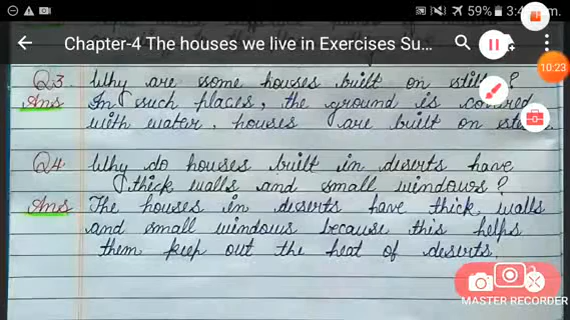 59% 3:4 m.
Chapter-4 The houses we live in Exercises Su...
10:23
Q3. Why are some houses built on stilts?
Ans In such places, the ground is covered
with water, houses are built on
Q4 Why do houses built in deserts have
thick walls and small windows?
Ans The houses in deserts have thick walls
and small windows because this helps
them keep out the heat of deserts.
MASTER RECORDER